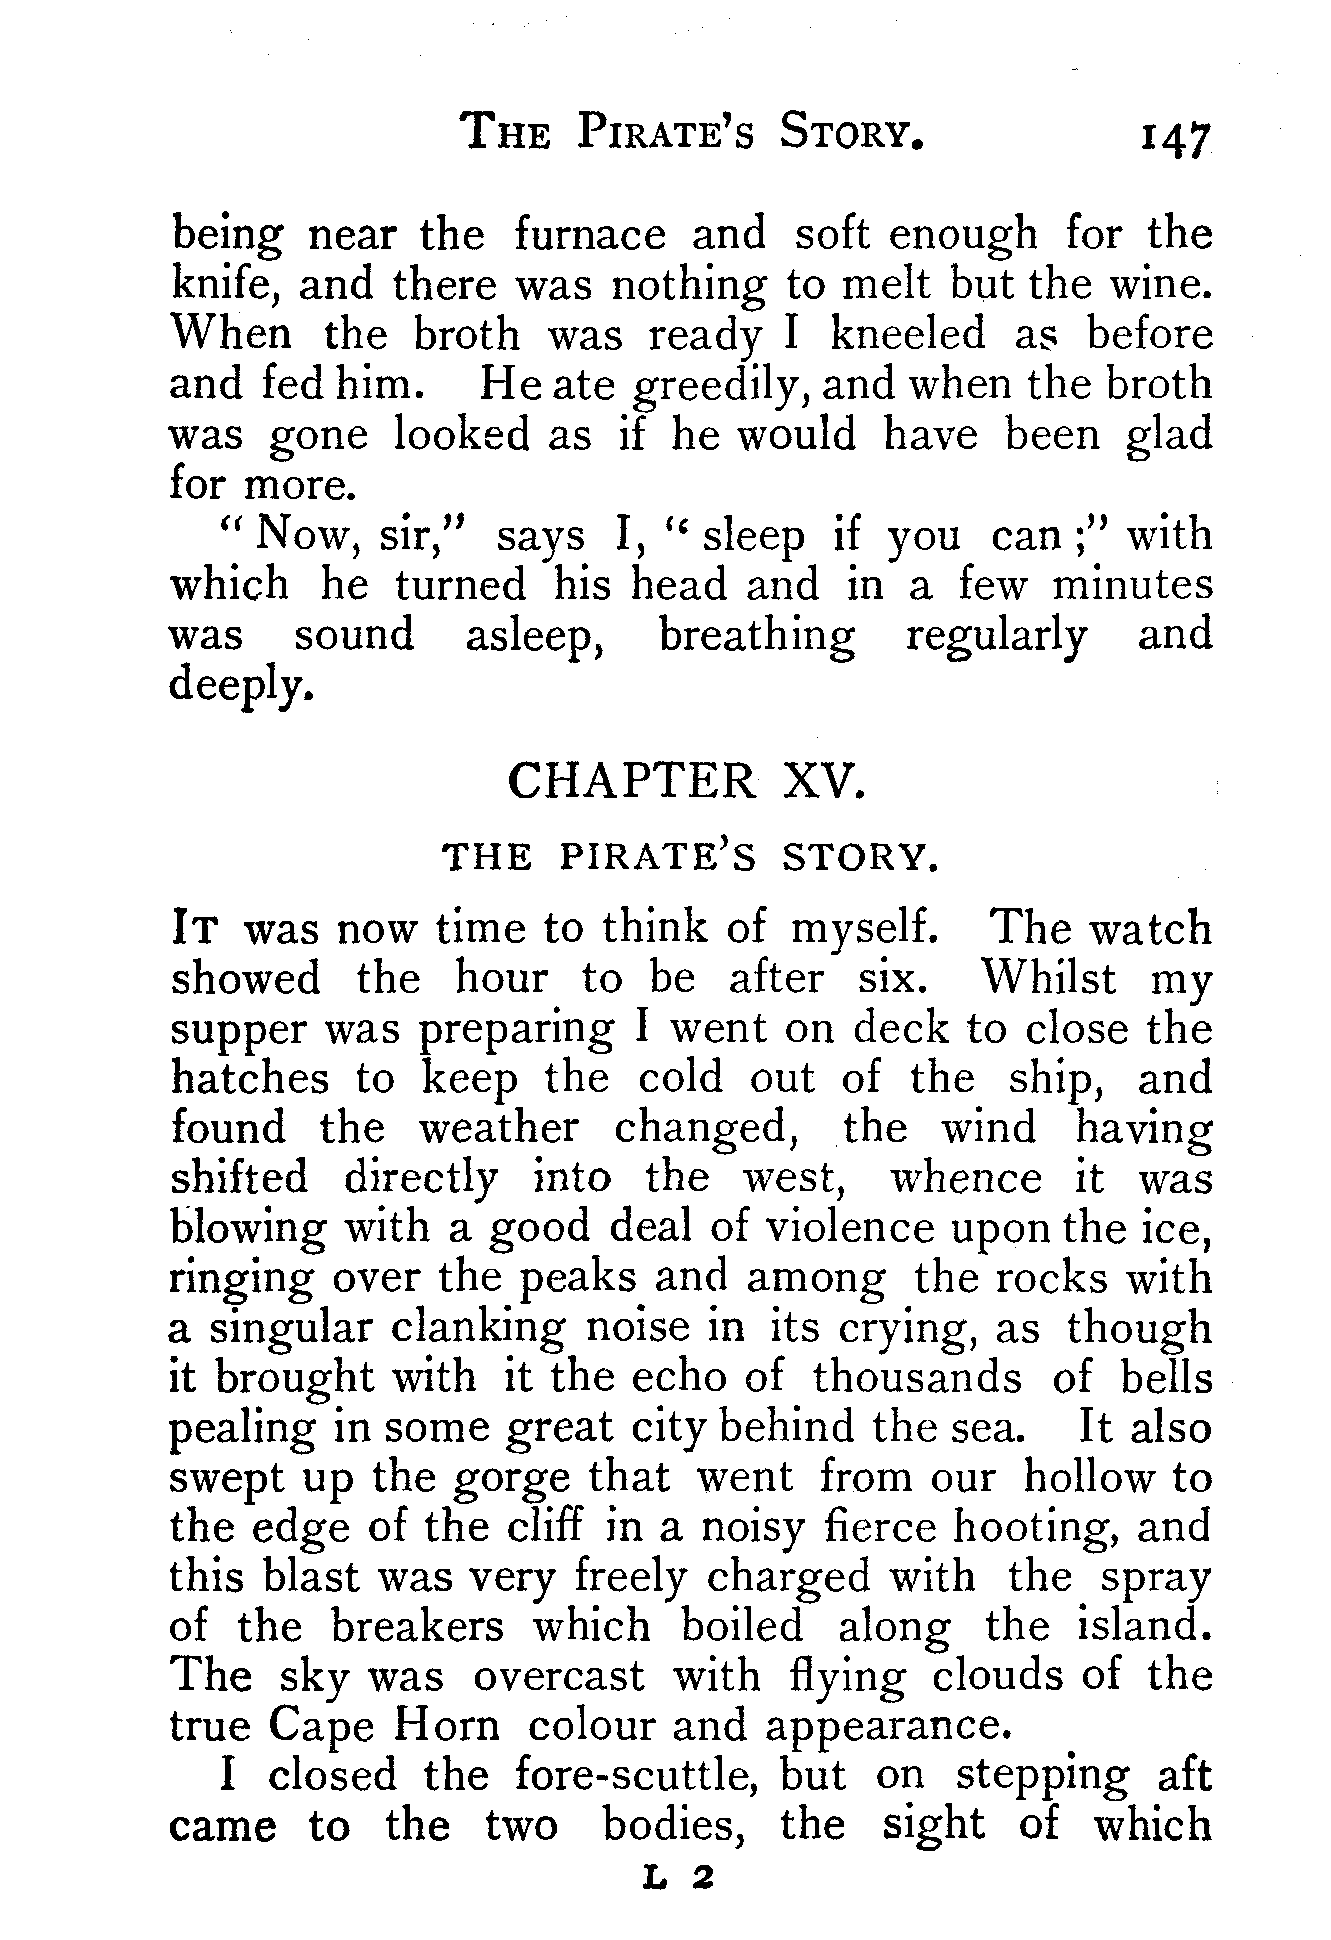 The Pirate's Story. 147
being near the furnace and soft enough for the
knife, and there was nothing to melt but the wine.
When the broth was ready I kneeled as before
and fed him. He ate greedily, and when the broth
was gone looked as if he would have been glad
for more.
“Now, sir,” says I, “sleep if you can;” with
which he turned his head and in a few minutes
was sound asleep, breathing regularly and
deeply.
CHAPTER XV.
THE PIRATE'S STORY.
It was now time to think of myself. The watch
showed the hour to be after six. Whilst my
supper was preparing I went on deck to close the
hatches to keep the cold out of the ship, and
found the weather changed, the wind having
shifted directly into the west, whence it was
blowing with a good deal of violence upon the ice,
ringing over the peaks and among the rocks with
a singular clanking noise in its crying, as though
it brought with it the echo of thousands of bells
pealing in some great city behind the sea. It also
swept up the gorge that went from our hollow to
the edge of the cliff in a noisy fierce hooting, and
this blast was very freely charged with the spray
of the breakers which boiled along the island.
The sky was overcast with flying clouds of the
true Cape Horn colour and appearance.
I closed the fore-scuttle, but on stepping aft
came to the two bodies, the sight of which
L 2